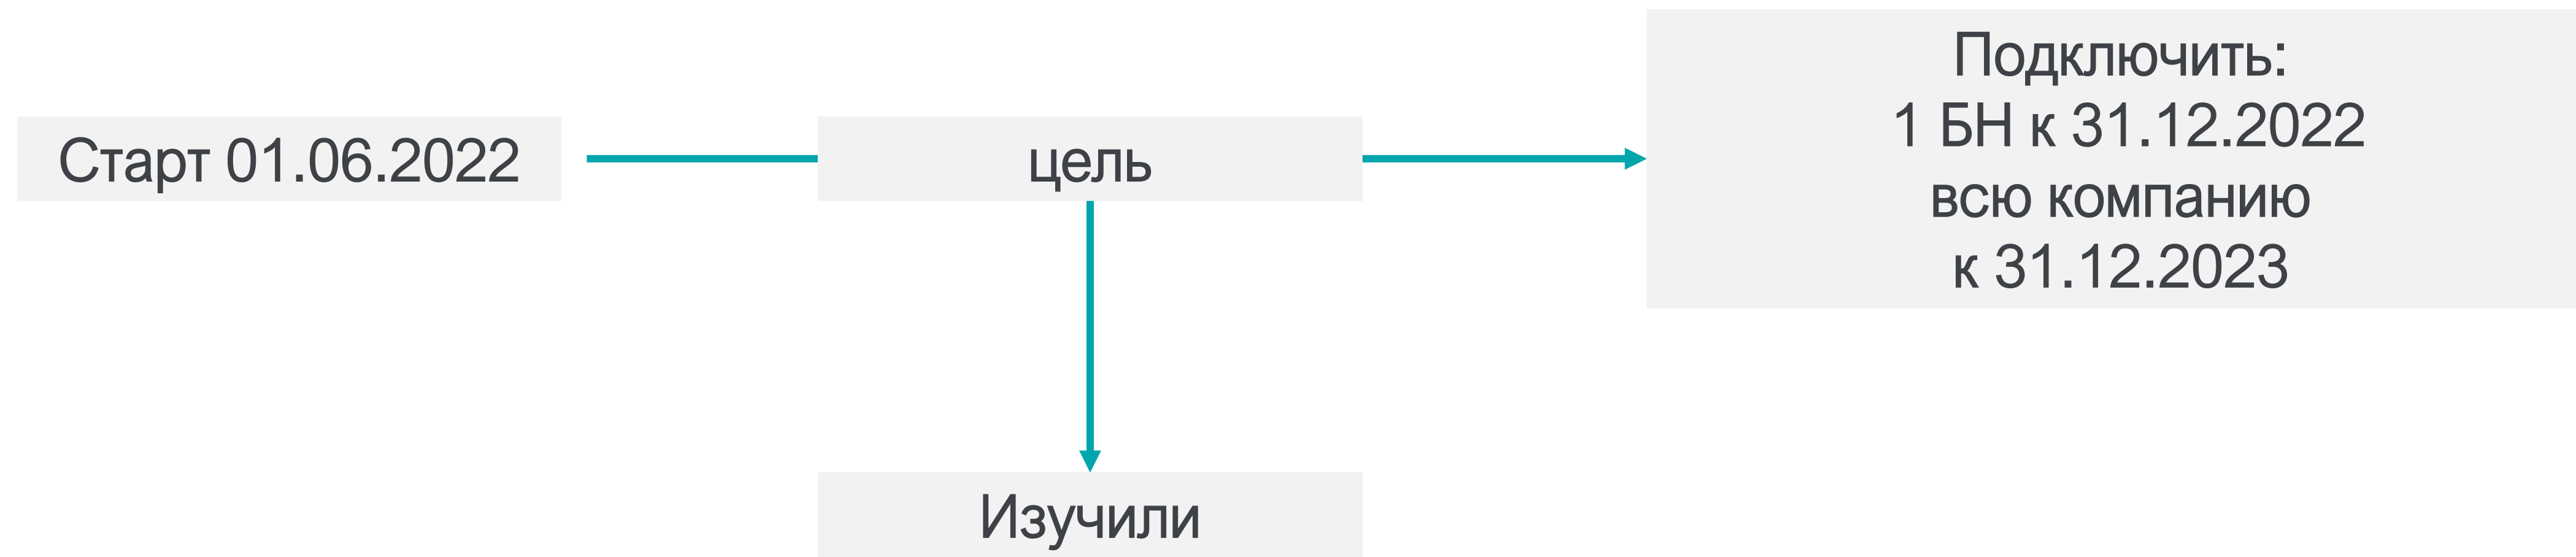 Старт 01.06.2022
цель
Подключить:
1 БН к 31.12.2022
всю компанию
к 31.12.2023
Изучили